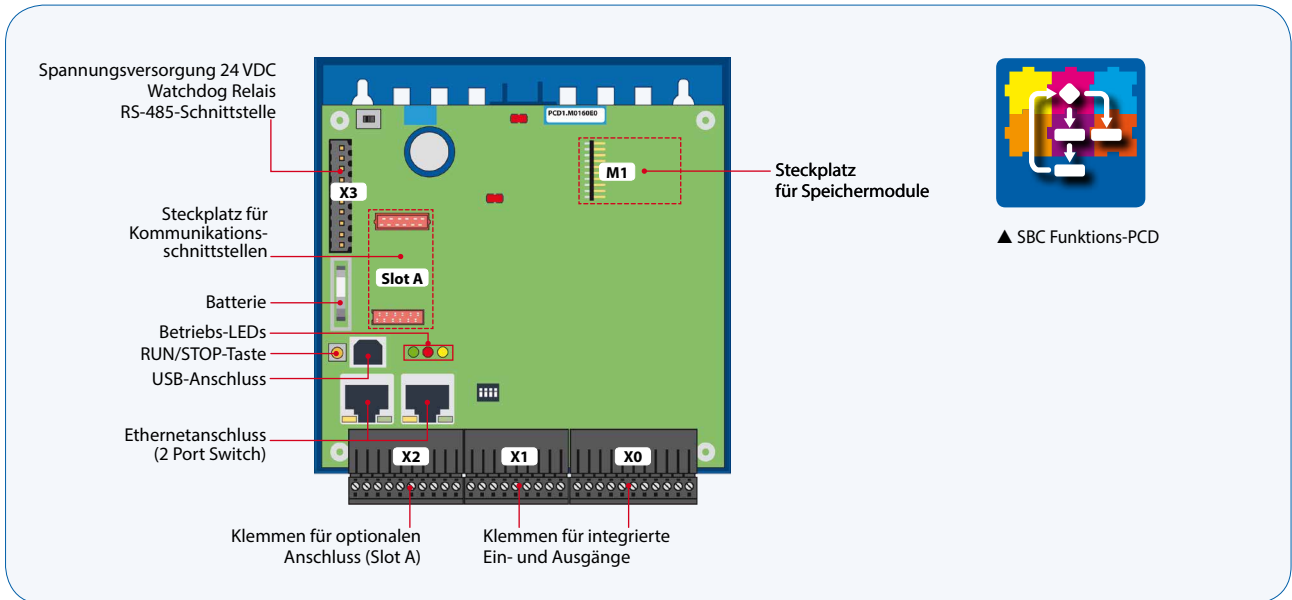 Spannungsversorgung 24 VDC
Watchdog Relais
RS-485-Schnittstelle
PCD1.M0160E0
M1
X3
Steckplatz
für Speichermodule
Steckplatz für
Kommunikations-
schnittstellen
▲ SBC Funktions-PCD
Slot A
Batterie
Betriebs-LEDs
RUN/STOP-Taste
USB-Anschluss
Ethernetanschluss
(2 Port Switch)
X2
X1
X0
Klemmen für optionalen
Anschluss (Slot A)
Klemmen für integrierte
Ein- und Ausgänge